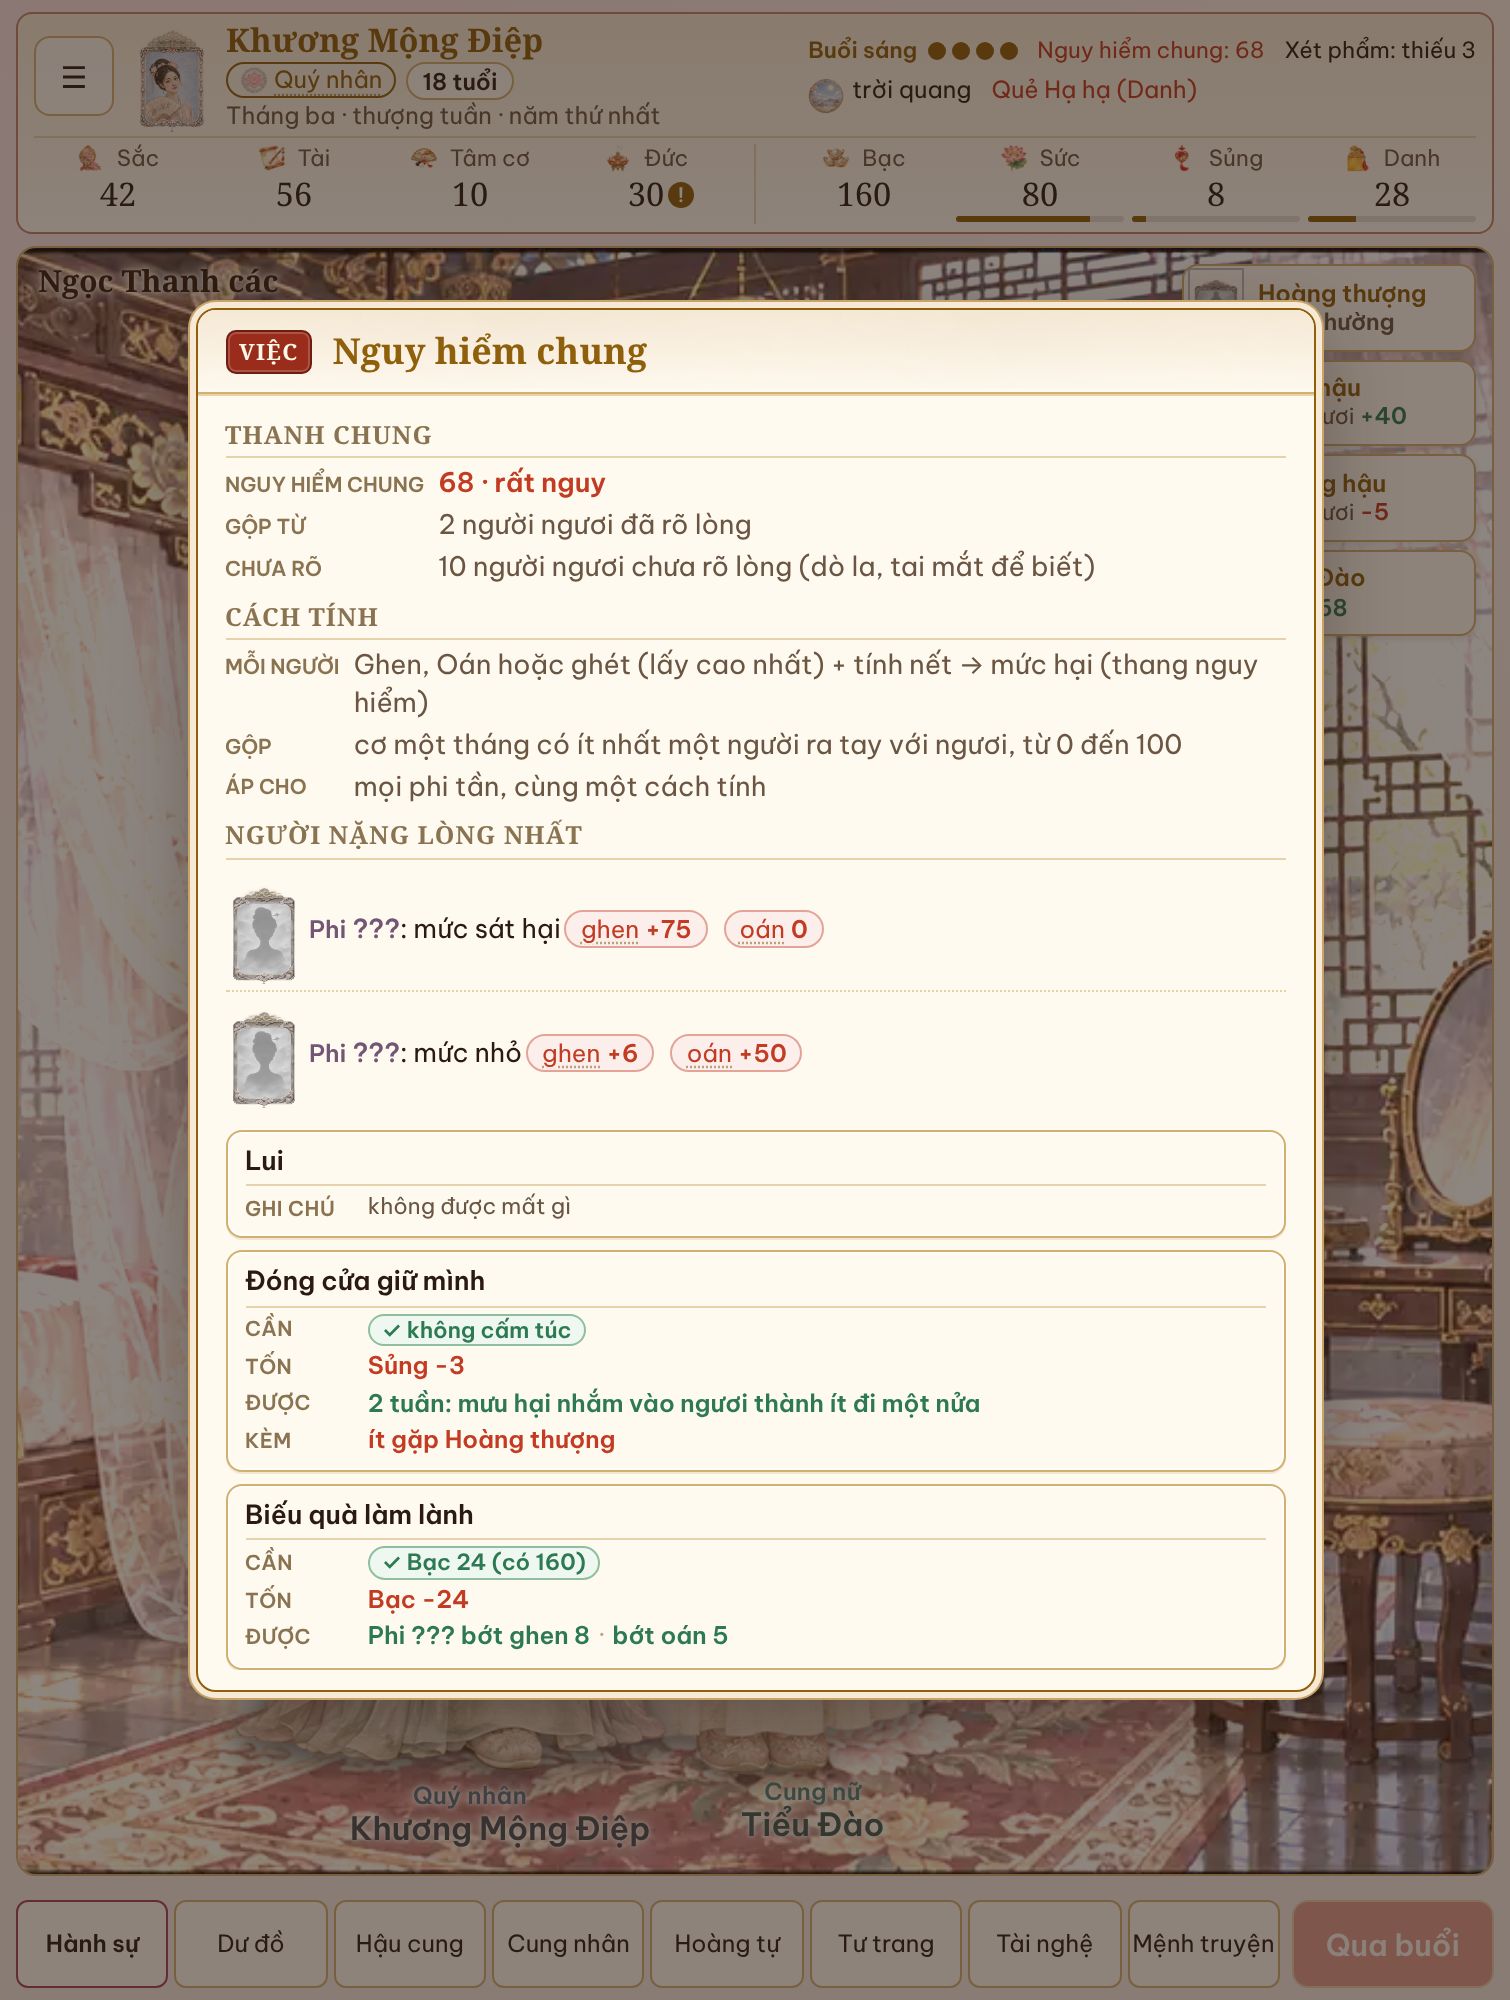 ☰
Khương Mộng Điệp
Quý nhân 18 tuổi
Tháng ba · thượng tuần · năm thứ nhất
Buổi sáng Nguy hiểm chung: 68 Xét phẩm: thiếu 3
trời quang Quẻ Hạ hạ (Danh)
Sắc Tài Tâm cơ Đức Bạc Sức Sủng Danh
42 56 10 30 ! 160 80 8 28
Ngọc Thanh các
Hoàng thượng
hường
hậu
ươi +40
g hậu
ươi -5
Đào
68
VIỆC Nguy hiểm chung
THANH CHUNG
NGUY HIỂM CHUNG 68 · rất nguy
GỘP TỪ 2 người ngươi đã rõ lòng
CHƯA RÕ 10 người ngươi chưa rõ lòng (dò la, tai mắt để biết)
CÁCH TÍNH
MỖI NGƯỜI Ghen, Oán hoặc ghét (lấy cao nhất) + tính nết → mức hại (thang nguy
hiểm)
GỘP cơ một tháng có ít nhất một người ra tay với ngươi, từ 0 đến 100
ÁP CHO mọi phi tần, cùng một cách tính
NGƯỜI NẶNG LÒNG NHẤT
Phi ???: mức sát hại ghen +75 oán 0
Phi ???: mức nhỏ ghen +6 oán +50
Lui
GHI CHÚ không được mất gì
Đóng cửa giữ mình
CẦN ✓ không cấm túc
TỐN Sủng -3
ĐƯỢC 2 tuần: mưu hại nhắm vào ngươi thành ít đi một nửa
KÈM ít gặp Hoàng thượng
Biếu quà làm lành
CẦN ✓ Bạc 24 (có 160)
TỐN Bạc -24
ĐƯỢC Phi ??? bớt ghen 8 · bớt oán 5
Quý nhân
Khương Mộng Điệp
Cung nữ
Tiểu Đào
Hành sự Dư đồ Hậu cung Cung nhân Hoàng tự Tư trang Tài nghệ Mệnh truyện Qua buổi